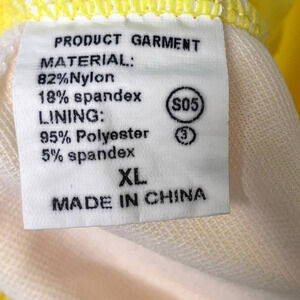 PRODUCT GARMENT
MATERIAL:
82%Nylon
18% spandex
S05
LINING:
95% Polyester
3
5% spandex
XL
MADE IN CHINA